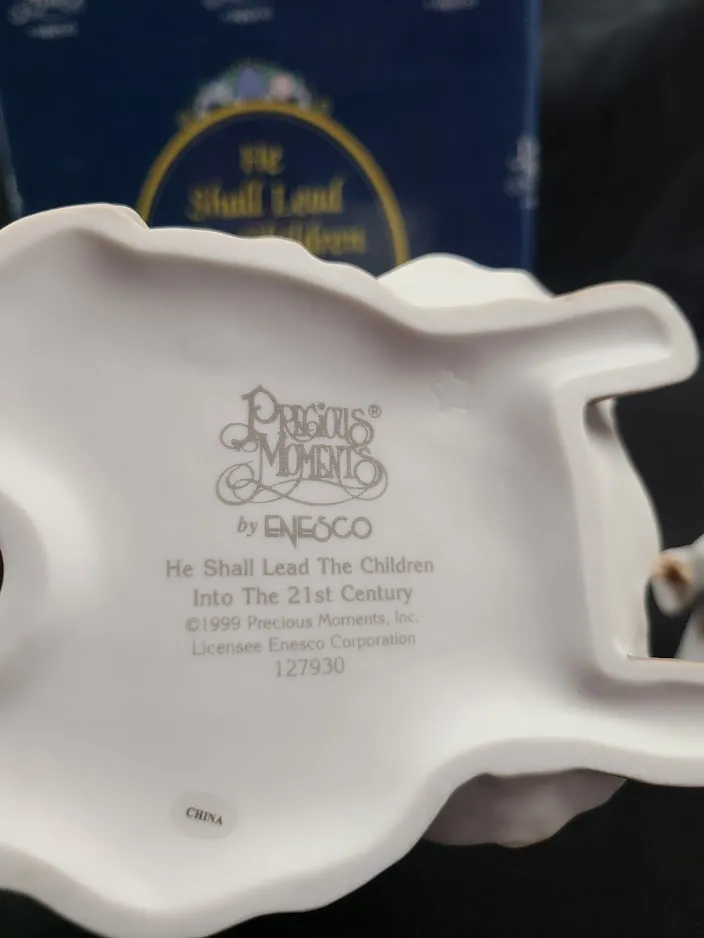 He
Shall Lead
Children
PRECIOUS®
MOMENTS
by ENESCO
He Shall Lead The Children
Into The 21st Century
©1999 Precious Moments, Inc.
Licensee Enesco Corporation
127930
CHINA